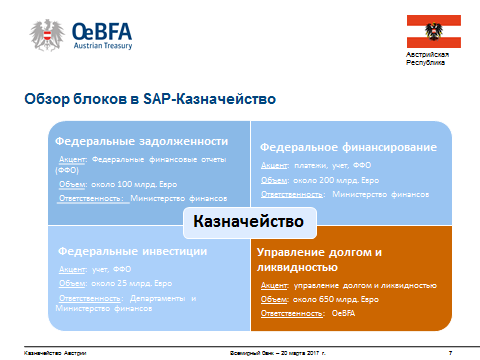 OeBFA
Austrian Treasury
Австрийская
Республика
Обзор блоков в SAP-Казначейство
Федеральные задолженности
Акцент: Федеральные финансовые отчеты
(ФФО)
Объем: около 100 млрд. Евро
Ответственность: Министерство финансов
Федеральное финансирование
Акцент: платежи, учет, ФФО
Объем: около 200 млрд. Евро
Ответственность: Министерство финансов
Казначейство
Федеральные инвестиции
Акцент: учет, ФФО
Объем: около 25 млрд. Евро
Ответственность: Департаменты и
Министерство финансов
Управление долгом и
ликвидностью
Акцент: управление долгом и ликвидностью
Объем: около 650 млрд. Евро
Ответственность: OeBFA
Казначейство Австрии
Всемирный банк – 20 марта 2017 г.
7